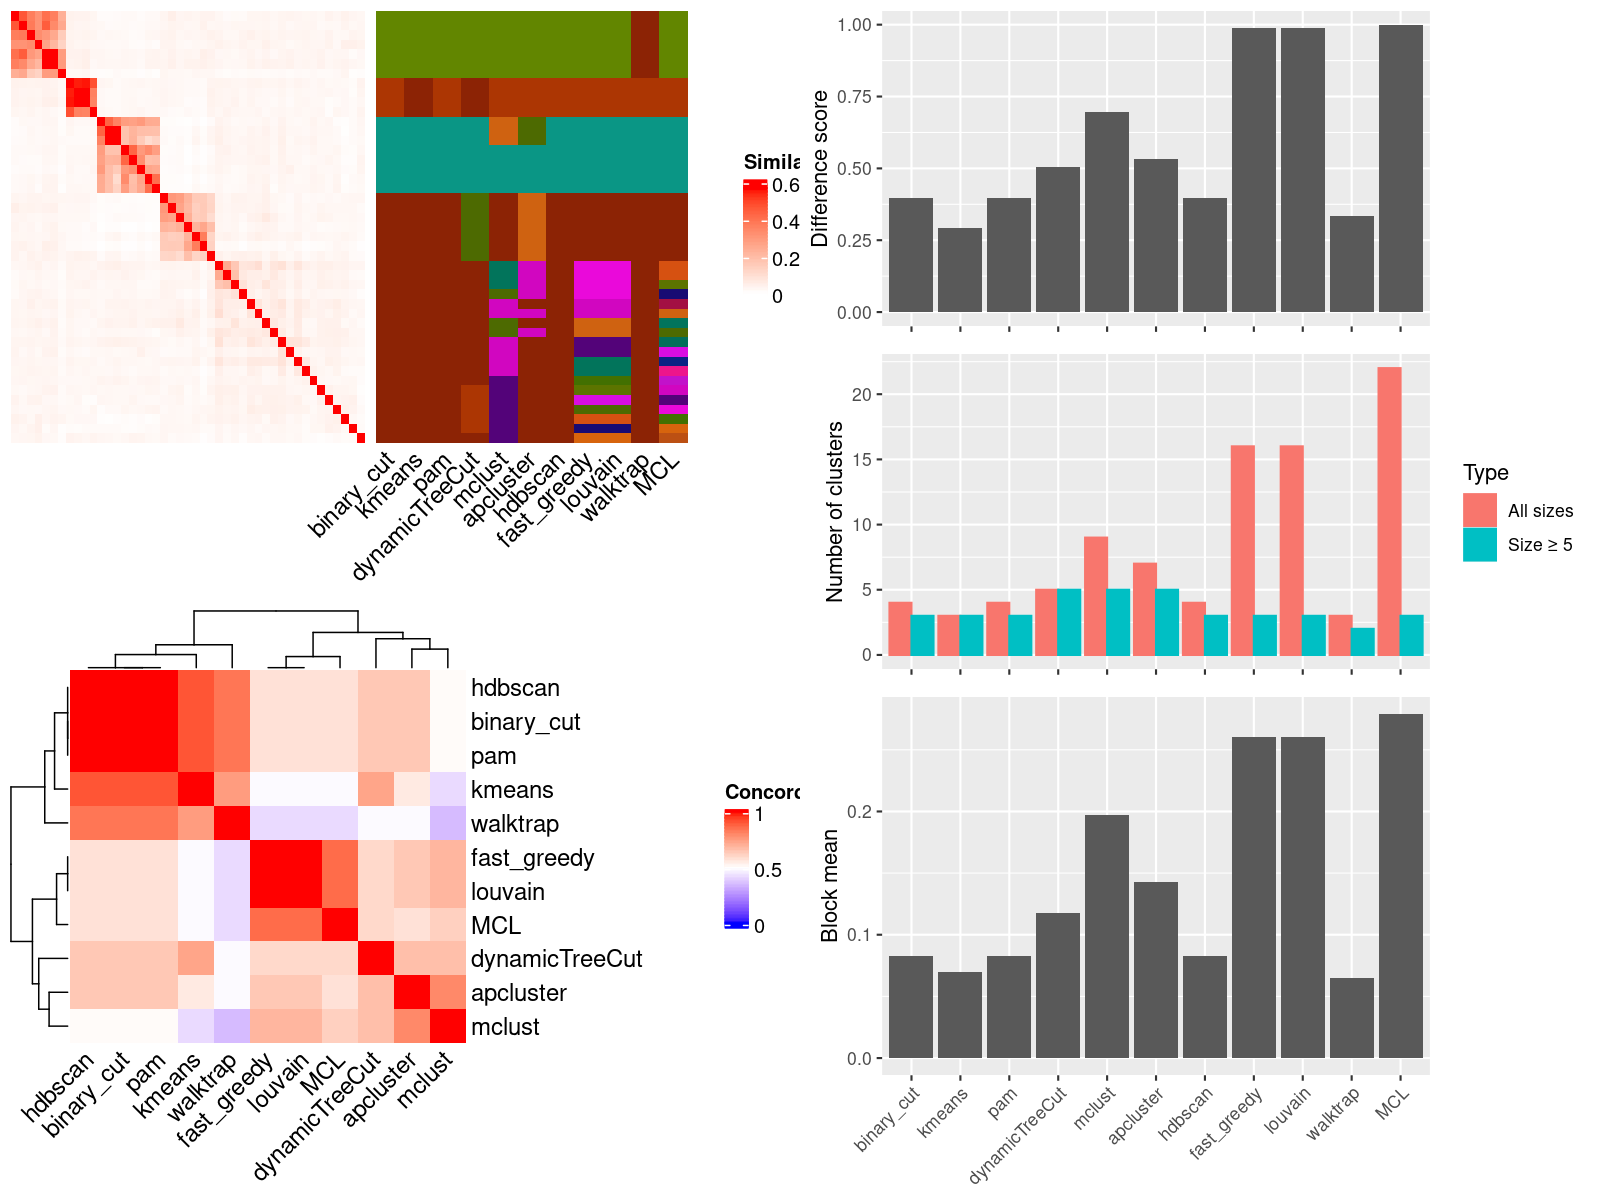 Simila
0.6
0.4
0.2
0
binary_cut
kmeans
pam
dynamicTreeCut
mclust
apcluster
hdbscan
fast_greedy
louvain
walktrap
MCL
hdbscan
binary_cut
pam
kmeans
walktrap
fast_greedy
louvain
MCL
dynamicTreeCut
apcluster
mclust
Concord
1
0.5
0
hdbscan
binary_cut
pam
kmeans
walktrap
fast_greedy
louvain
MCL
dynamicTreeCut
apcluster
mclust
Difference score
1.00
0.75
0.50
0.25
0.00
Number of clusters
20
15
10
5
0
Type
All sizes
Size ≥ 5
Block mean
0.2
0.1
0.0
binary_cut
kmeans
pam
dynamicTreeCut
mclust
apcluster
hdbscan
fast_greedy
louvain
walktrap
MCL